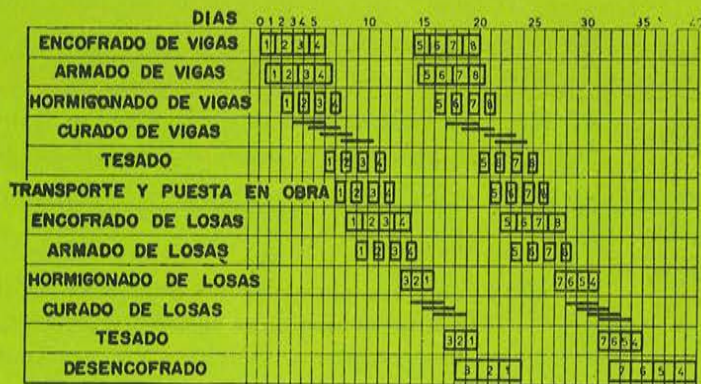 DIAS 0 1 2 3 4 5 10 15 20 25 30 35
ENCOFRADO DE VIGAS 1 2 3 4 5 6 7 8
ARMADO DE VIGAS 1 2 3 4 5 6 7 8
HORMIGONADO DE VIGAS 1 2 3 4 5 6 7 8
CURADO DE VIGAS
TESADO 1 2 3 4 5 6 7 8
TRANSPORTE Y PUESTA EN OBRA 1 2 3 4 5 6 7 8
ENCOFRADO DE LOSAS 1 2 3 4 5 6 7 8
ARMADO DE LOSAS 1 2 3 4 5 6 7 8
HORMIGONADO DE LOSAS 3 2 1 7 6 5 4
CURADO DE LOSAS
TESADO 3 2 1 7 6 5 4
DESENCOFRADO 3 2 1 7 6 5 4